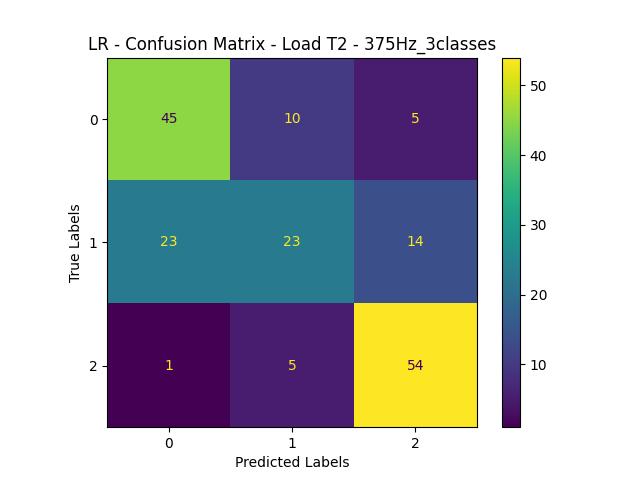 LR - Confusion Matrix - Load T2 - 375Hz_3classes
50
0 45 10 5
40
True Labels
30
1 23 23 14
20
2 1 5 54
10
0 1 2
Predicted Labels